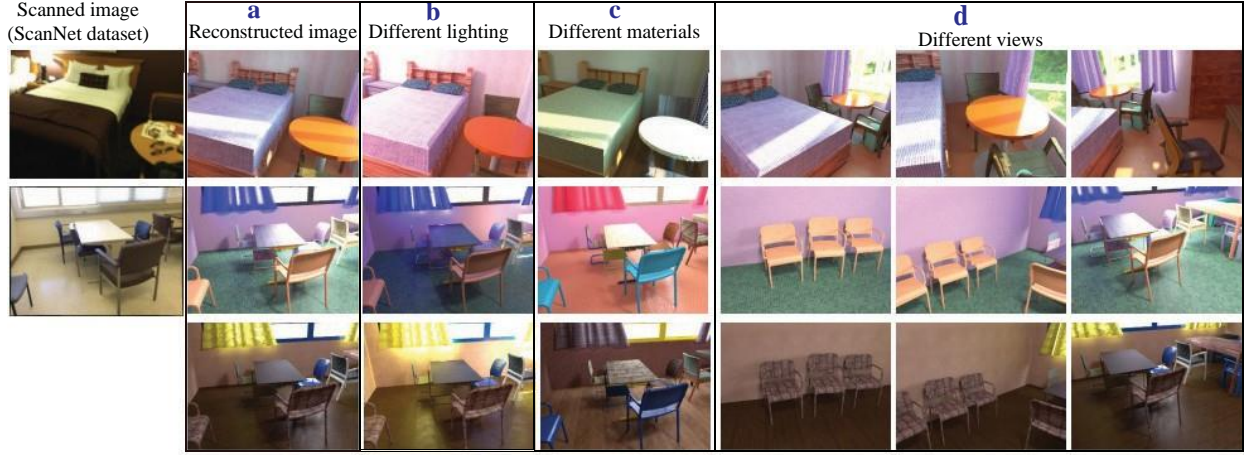 Scanned image
(ScanNet dataset)
a
Reconstructed image
b
Different lighting
c
Different materials
d
Different views